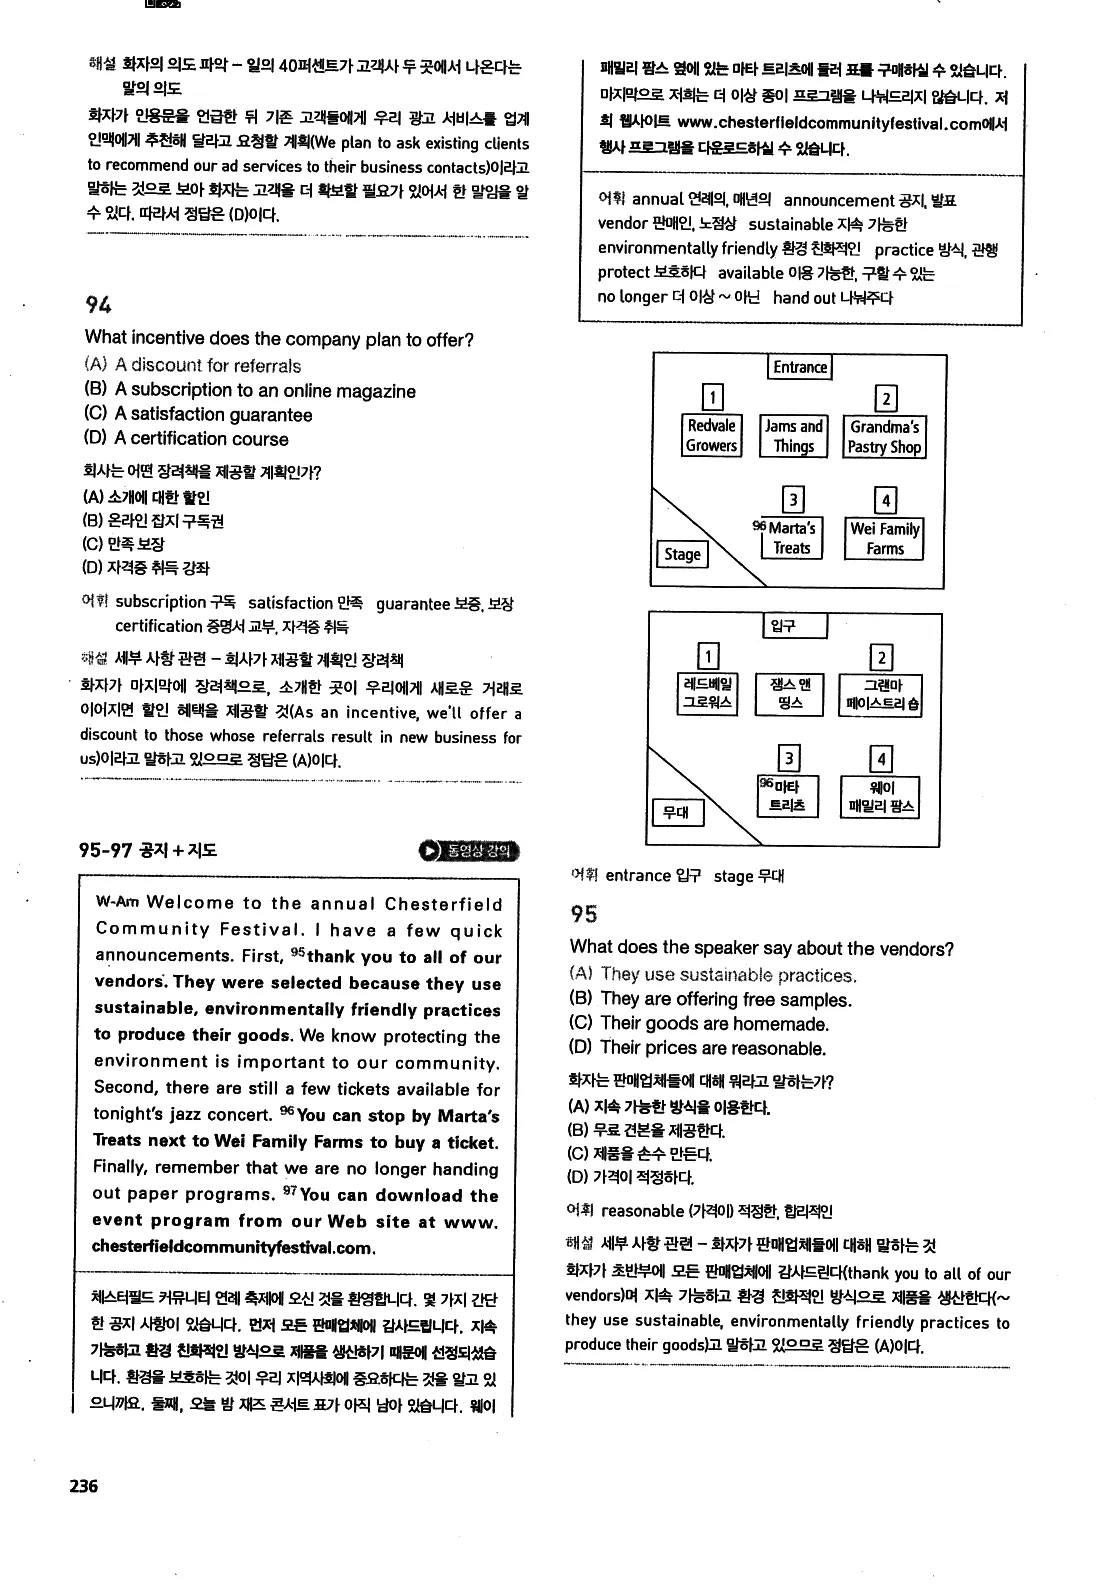 해설 화자의 의도 파악 – 일의 40퍼센트가 고객사 두 곳에서 나온다는
말의 의도
화자가 인용문을 언급한 뒤 기존 고객들에게 우리 광고 서비스를 업계
인맥에게 추천해 달라고 요청할 계획(We plan to ask existing clients
to recommend our ad services to their business contacts)이라고
말하는 것으로 보아 화자는 고객을 더 확보할 필요가 있어서 한 말임을 알
수 있다. 따라서 정답은 (D)이다.
94
What incentive does the company plan to offer?
(A) A discount for referrals
(B) A subscription to an online magazine
(C) A satisfaction guarantee
(D) A certification course
회사는 어떤 장려책을 제공할 계획인가?
(A) 소개에 대한 할인
(B) 온라인 잡지 구독권
(C) 만족 보장
(D) 자격증 취득 강좌
어휘 subscription 구독 satisfaction 만족 guarantee 보증, 보장
certification 증명서 교부, 자격증 취득
해설 세부 사항 관련 – 회사가 제공할 계획인 장려책
화자가 마지막에 장려책으로, 소개한 곳이 우리에게 새로운 거래로
이어지면 할인 혜택을 제공할 것(As an incentive, we'll offer a
discount to those whose referrals result in new business for
us)이라고 말하고 있으므로 정답은 (A)이다.
95-97 공지 + 지도
동영상 강의
W-Am Welcome to the annual Chesterfield
Community Festival. I have a few quick
announcements. First, 95thank you to all of our
vendors. They were selected because they use
sustainable, environmentally friendly practices
to produce their goods. We know protecting the
environment is important to our community.
Second, there are still a few tickets available for
tonight's jazz concert. 96You can stop by Marta's
Treats next to Wei Family Farms to buy a ticket.
Finally, remember that we are no longer handing
out paper programs. 97You can download the
event program from our Web site at www.
chesterfieldcommunityfestival.com.
체스터필드 커뮤니티 연례 축제에 오신 것을 환영합니다. 몇 가지 간단
한 공지 사항이 있습니다. 먼저 모든 판매업체에 감사드립니다. 지속
가능하고 환경 친화적인 방식으로 제품을 생산하기 때문에 선정되셨습
니다. 환경을 보호하는 것이 우리 지역사회에 중요하다는 것을 알고 있
으니까요. 둘째, 오늘 밤 재즈 콘서트 표가 아직 남아 있습니다. 웨이
236
패밀리 팜스 옆에 있는 마타 트리츠에 들러 표를 구매하실 수 있습니다.
마지막으로 저희는 더 이상 종이 프로그램을 나눠드리지 않습니다. 저
희 웹사이트 www.chesterfieldcommunityfestival.com에서
행사 프로그램을 다운로드하실 수 있습니다.
어휘 annual 연례의, 매년의 announcement 공지, 발표
vendor 판매인, 노점상 sustainable 지속 가능한
environmentally friendly 환경 친화적인 practice 방식, 관행
protect 보호하다 available 이용 가능한, 구할 수 있는
no longer 더 이상 ~ 아닌 hand out 나눠주다
Entrance
1 2
Redvale Growers
Jams and Things
Grandma's Pastry Shop
3 4
96 Marta's Treats
Wei Family Farms
Stage
입구
1 2
레드베일 그로워스
잼스 앤 띵스
그랜마 페이스트리 숍
3 4
96 마타 트리츠
웨이 패밀리 팜스
무대
어휘 entrance 입구 stage 무대
95
What does the speaker say about the vendors?
(A) They use sustainable practices.
(B) They are offering free samples.
(C) Their goods are homemade.
(D) Their prices are reasonable.
화자는 판매업체들에 대해 뭐라고 말하는가?
(A) 지속 가능한 방식을 이용한다.
(B) 무료 견본을 제공한다.
(C) 제품을 손수 만든다.
(D) 가격이 적정하다.
어휘 reasonable (가격이) 적정한, 합리적인
해설 세부 사항 관련 – 화자가 판매업체들에 대해 말하는 것
화자가 초반부에 모든 판매업체에 감사드린다(thank you to all of our
vendors)며 지속 가능하고 환경 친화적인 방식으로 제품을 생산한다(~
they use sustainable, environmentally friendly practices to
produce their goods)고 말하고 있으므로 정답은 (A)이다.